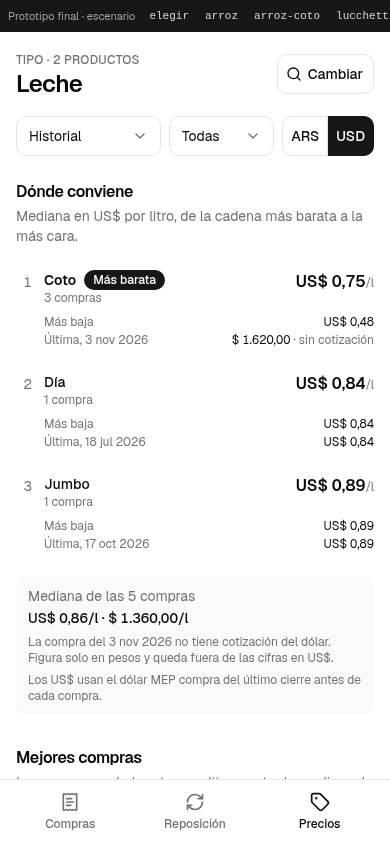 Prototipo final · escenario elegir arroz arroz-coto lucchett
TIPO · 2 PRODUCTOS
Leche
Cambiar
Historial Todas ARS USD
Dónde conviene
Mediana en US$ por litro, de la cadena más barata a la
más cara.
1 Coto Más barata US$ 0,75/l
3 compras
Más baja US$ 0,48
Última, 3 nov 2026 $ 1.620,00 · sin cotización
2 Día US$ 0,84/l
1 compra
Más baja US$ 0,84
Última, 18 jul 2026 US$ 0,84
3 Jumbo US$ 0,89/l
1 compra
Más baja US$ 0,89
Última, 17 oct 2026 US$ 0,89
Mediana de las 5 compras
US$ 0,86/l · $ 1.360,00/l
La compra del 3 nov 2026 no tiene cotización del dólar.
Figura solo en pesos y queda fuera de las cifras en US$.
Los US$ usan el dólar MEP compra del último cierre antes de
cada compra.
Mejores compras
Compras Reposición Precios